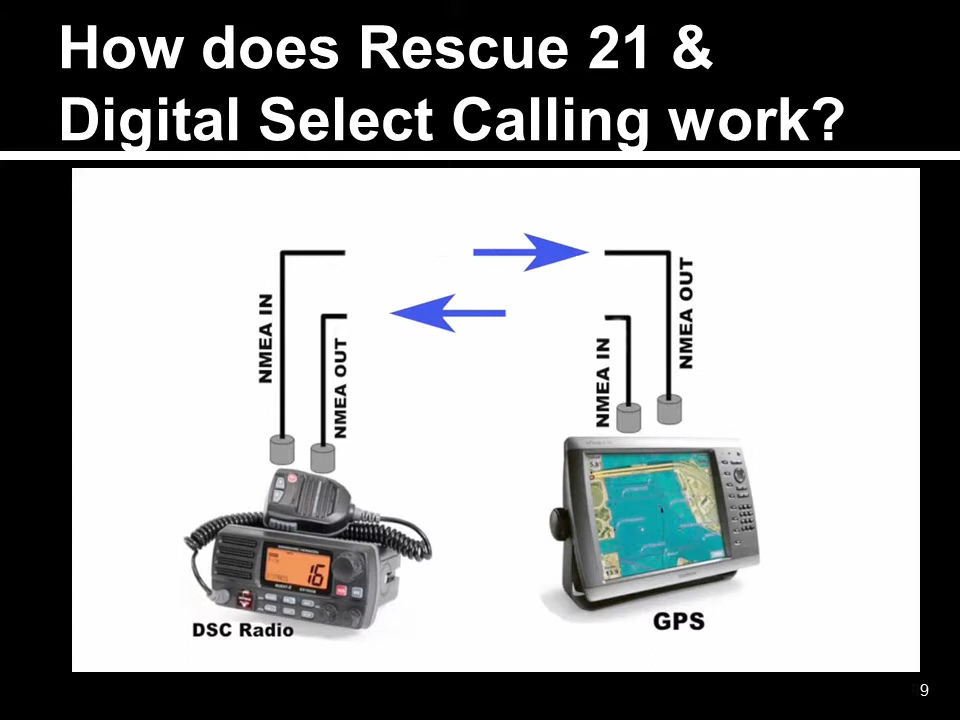 How does Rescue 21 &
Digital Select Calling work?
NMEA IN
NMEA OUT
NMEA IN
NMEA OUT
16
DSC Radio
GPS
9